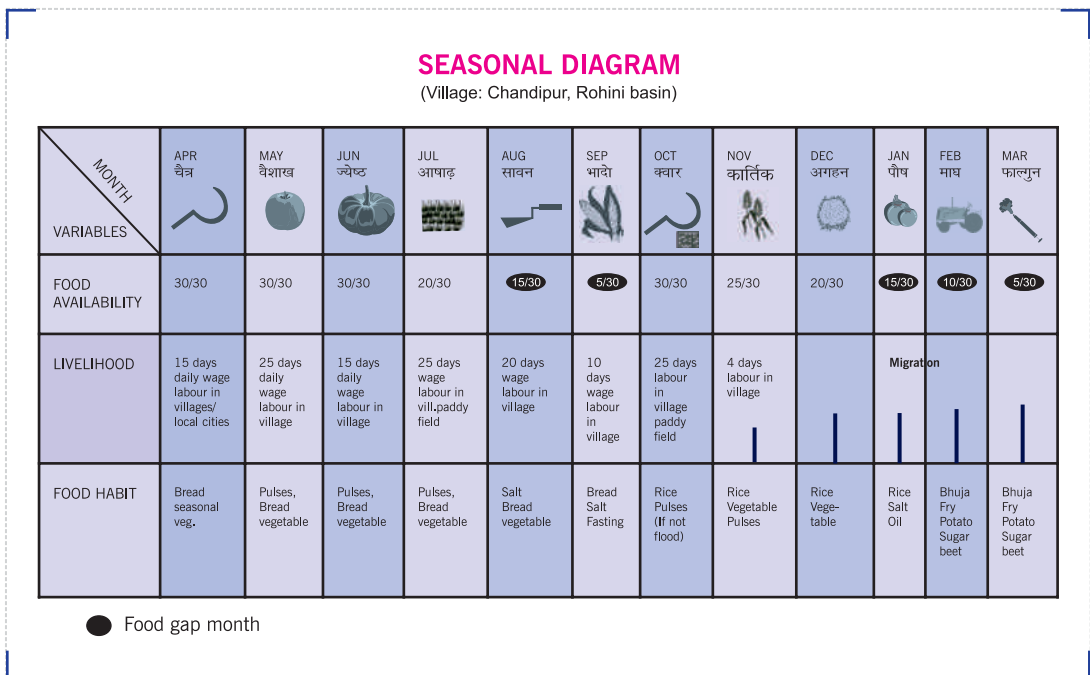 SEASONAL DIAGRAM
(Village: Chandipur, Rohini basin)
MONTH
VARIABLES
APR
चैत्र
MAY
वैशाख
JUN
ज्येष्ठ
JUL
आषाढ़
AUG
सावन
SEP
भादो
OCT
क्वार
NOV
कार्तिक
DEC
अगहन
JAN
पौष
FEB
माघ
MAR
फाल्गुन
FOOD
AVAILABILITY
30/30
30/30
30/30
20/30
15/30
5/30
30/30
25/30
20/30
15/30
10/30
5/30
LIVELIHOOD
15 days
daily wage
labour in
villages/
local cities
25 days
daily
wage
labour in
village
15 days
daily
wage
labour in
village
25 days
wage
labour in
vill.paddy
field
20 days
wage
labour in
village
10
days
wage
labour
in
village
25 days
labour
in
village
paddy
field
4 days
labour in
village
Migration
FOOD HABIT
Bread
seasonal
veg.
Pulses,
Bread
vegetable
Pulses,
Bread
vegetable
Pulses,
Bread
vegetable
Salt
Bread
vegetable
Bread
Salt
Fasting
Rice
Pulses
(If not
flood)
Rice
Vegetable
Pulses
Rice
Vege-
table
Rice
Salt
Oil
Bhuja
Fry
Potato
Sugar
beet
Bhuja
Fry
Potato
Sugar
beet
Food gap month